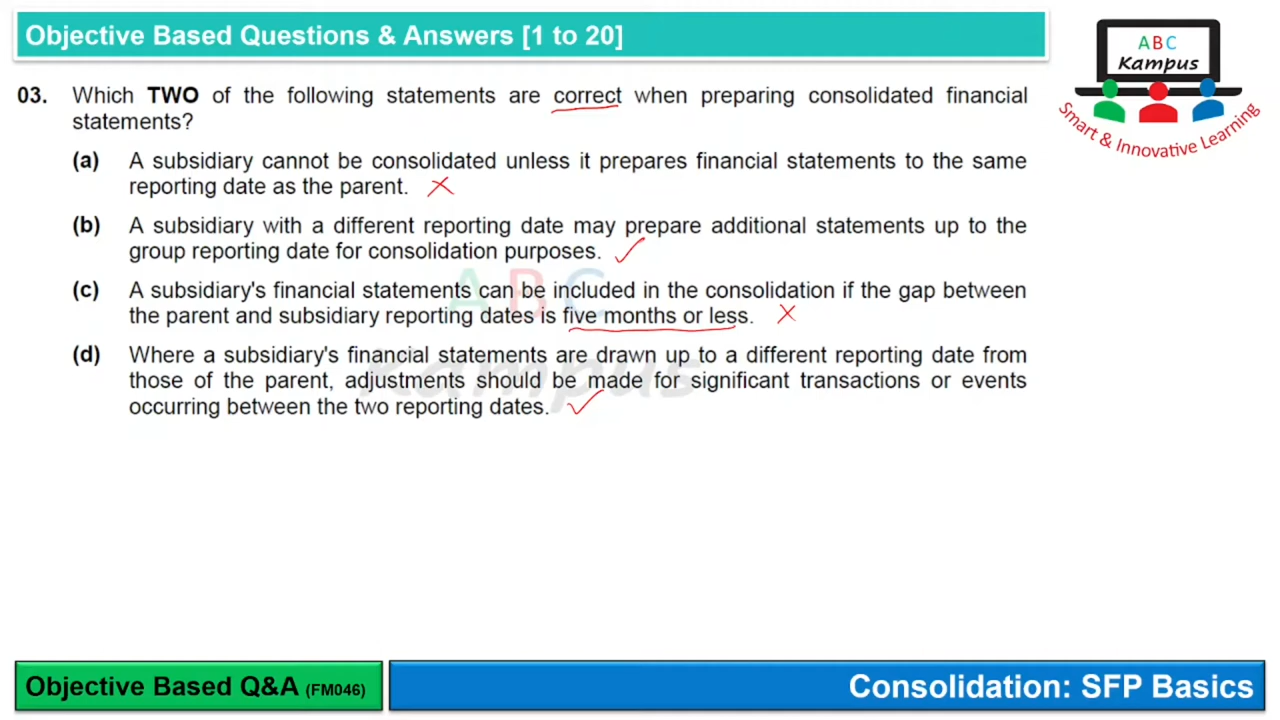 Objective Based Questions & Answers [1 to 20]
ABC
Kampus
Smart & Innovative Learning
03. Which TWO of the following statements are correct when preparing consolidated financial
statements?
(a) A subsidiary cannot be consolidated unless it prepares financial statements to the same
reporting date as the parent.
(b) A subsidiary with a different reporting date may prepare additional statements up to the
group reporting date for consolidation purposes.
(c) A subsidiary's financial statements can be included in the consolidation if the gap between
the parent and subsidiary reporting dates is five months or less.
(d) Where a subsidiary's financial statements are drawn up to a different reporting date from
those of the parent, adjustments should be made for significant transactions or events
occurring between the two reporting dates.
ABC
Kampus
Objective Based Q&A (FM046)
Consolidation: SFP Basics